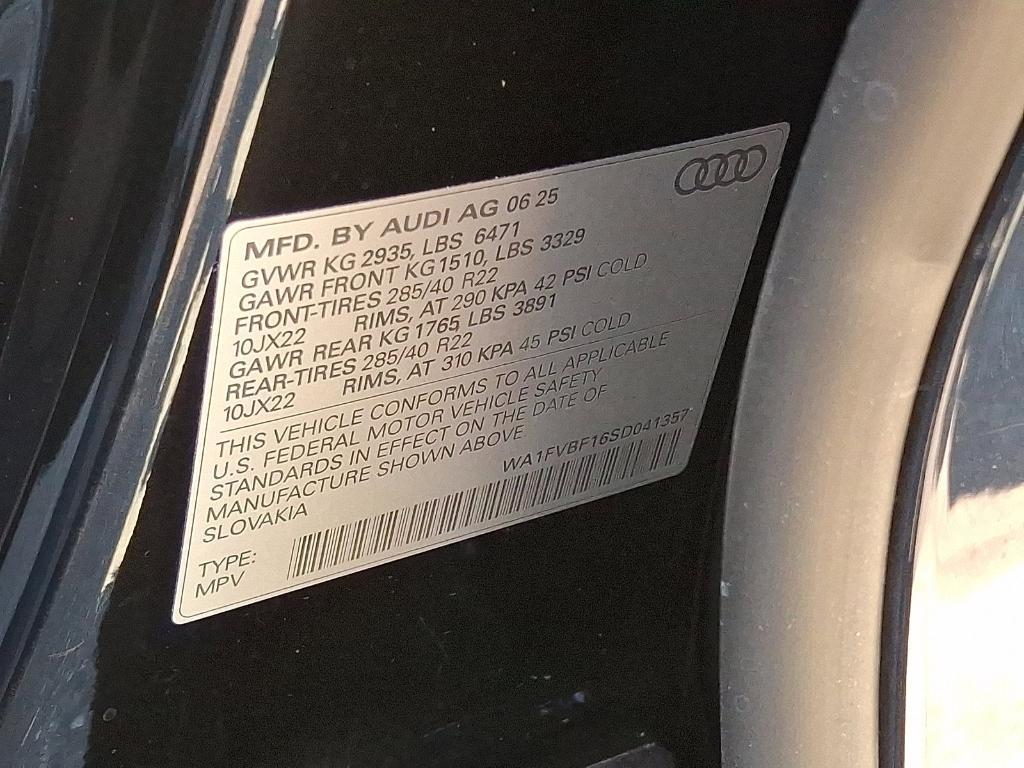 MFD. BY AUDI AG 06 25
GVWR KG 2935, LBS 6471
GAWR FRONT KG 1510, LBS 3329
FRONT-TIRES 285/40 R22
10JX22 RIMS, AT 290 KPA 42 PSI COLD
GAWR REAR KG 1765 LBS 3891
REAR-TIRES 285/40 R22
10JX22 RIMS, AT 310 KPA 45 PSI COLD
THIS VEHICLE CONFORMS TO ALL APPLICABLE
U.S. FEDERAL MOTOR VEHICLE SAFETY
STANDARDS IN EFFECT ON THE DATE OF
MANUFACTURE SHOWN ABOVE
SLOVAKIA
WA1FVBF16SD041357
TYPE:
MPV